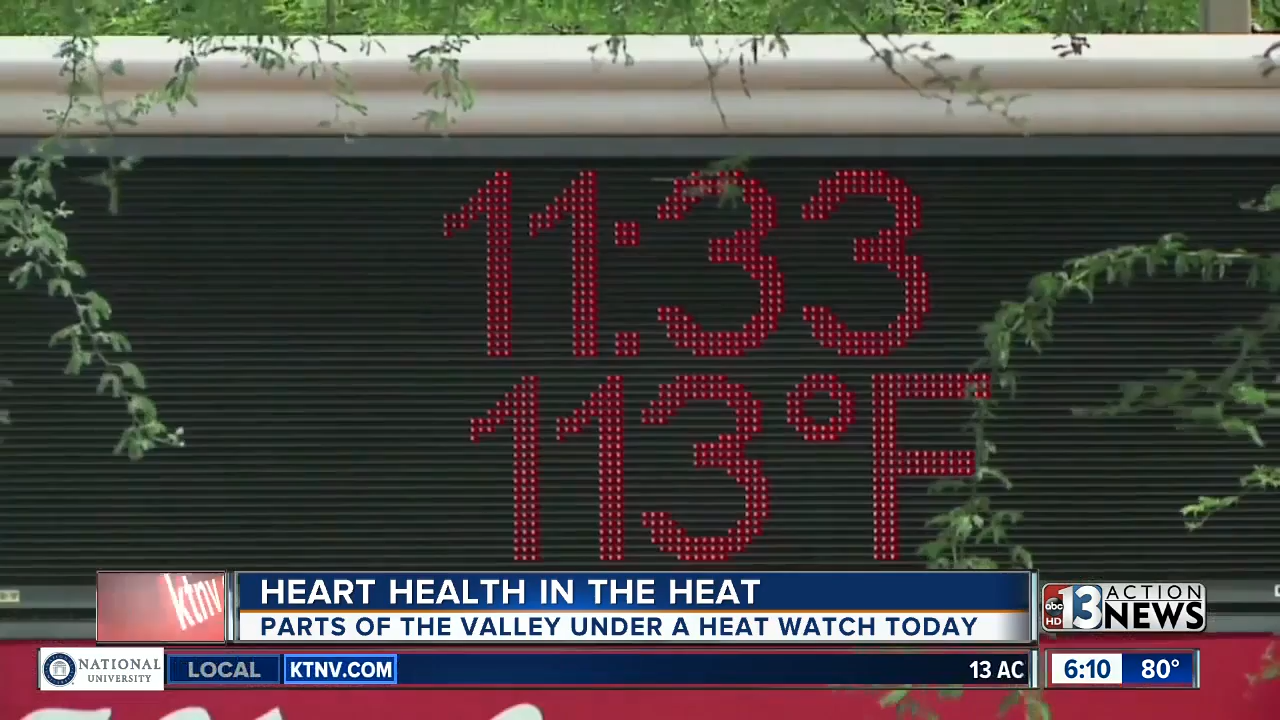 11:33
113°F
ktnv
HEART HEALTH IN THE HEAT
PARTS OF THE VALLEY UNDER A HEAT WATCH TODAY
abc
HD
13 ACTION
NEWS
NATIONAL
UNIVERSITY
LOCAL
KTNV.COM
13 AC
6:10
80°